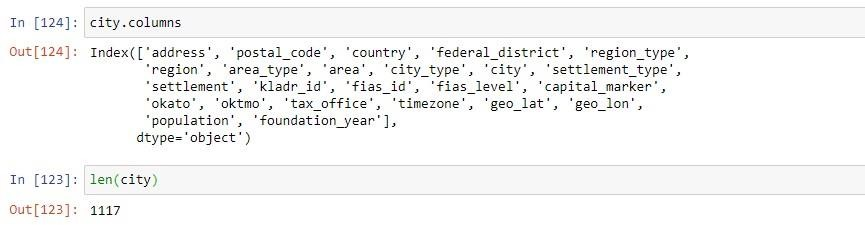 In [124]: city.columns
Out[124]: Index(['address', 'postal_code', 'country', 'federal_district', 'region_type',
'region', 'area_type', 'area', 'city_type', 'city', 'settlement_type',
'settlement', 'kladr_id', 'fias_id', 'fias_level', 'capital_marker',
'okato', 'oktmo', 'tax_office', 'timezone', 'geo_lat', 'geo_lon',
'population', 'foundation_year'],
dtype='object')
In [123]: len(city)
Out[123]: 1117